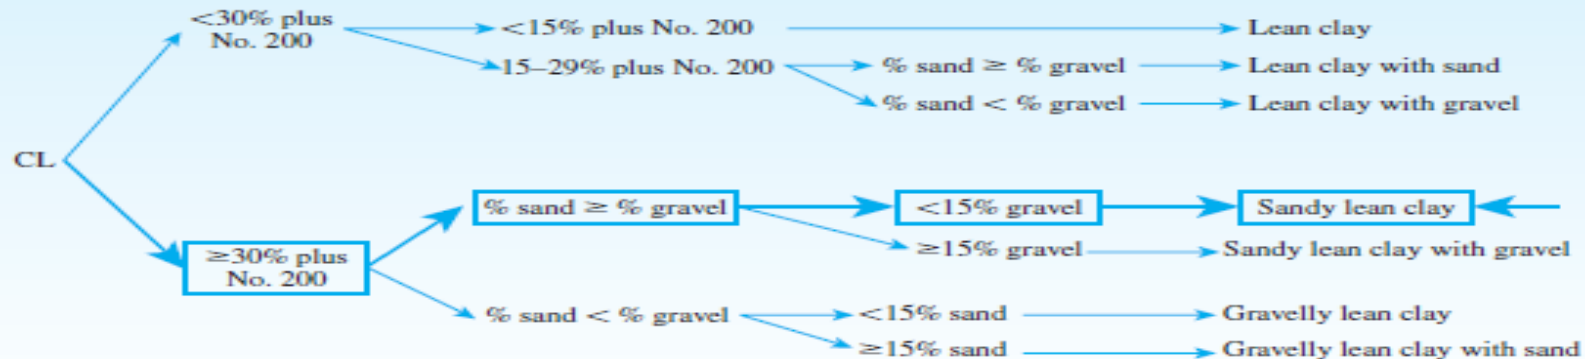 <30% plus
No. 200
<15% plus No. 200
Lean clay
15–29% plus No. 200
% sand ≥ % gravel
Lean clay with sand
% sand < % gravel
Lean clay with gravel
CL
≥30% plus
No. 200
% sand ≥ % gravel
<15% gravel
Sandy lean clay
≥15% gravel
Sandy lean clay with gravel
% sand < % gravel
<15% sand
Gravelly lean clay
≥15% sand
Gravelly lean clay with sand